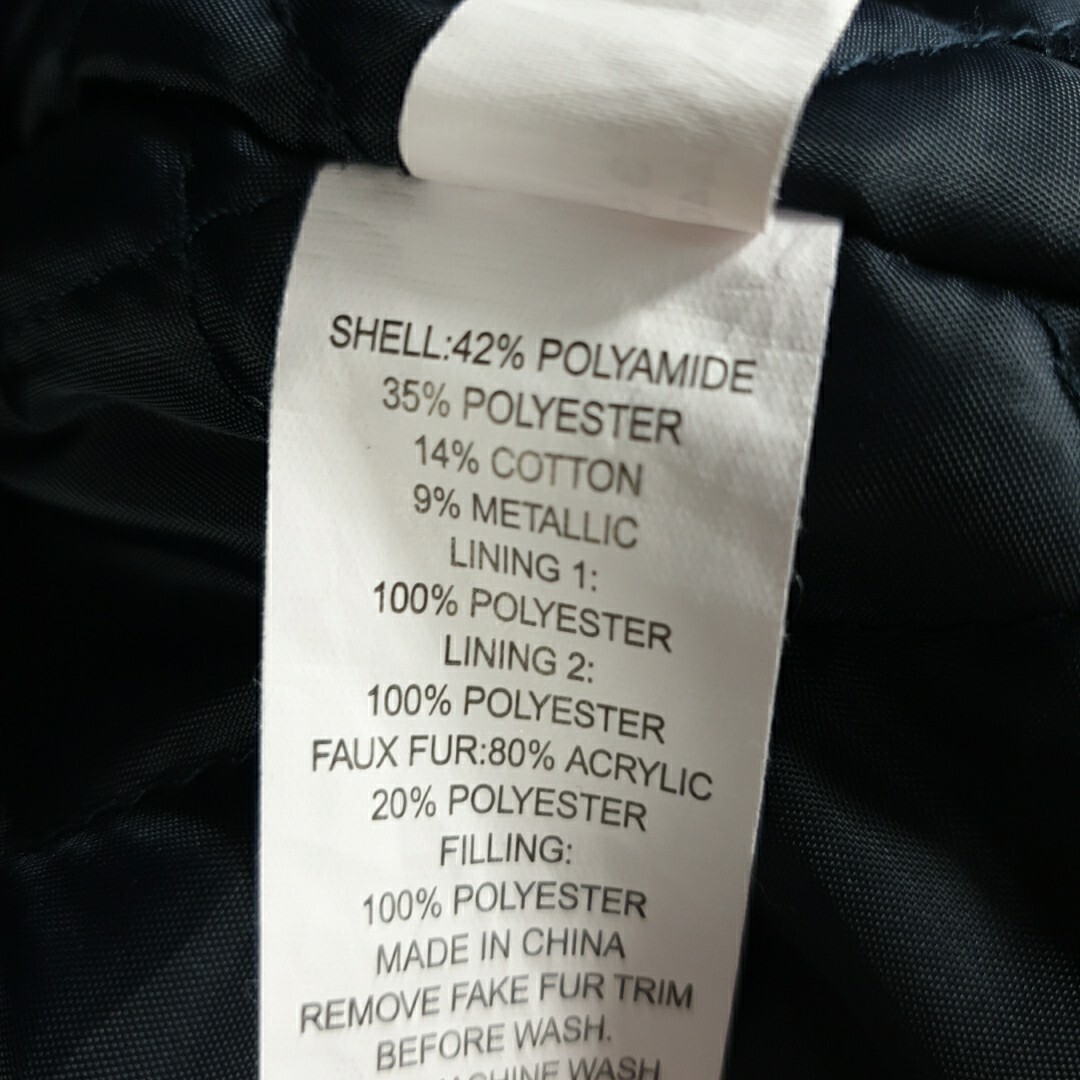 SHELL:42% POLYAMIDE
35% POLYESTER
14% COTTON
9% METALLIC
LINING 1:
100% POLYESTER
LINING 2:
100% POLYESTER
FAUX FUR:80% ACRYLIC
20% POLYESTER
FILLING:
100% POLYESTER
MADE IN CHINA
REMOVE FAKE FUR TRIM
BEFORE WASH.
MACHINE WASH